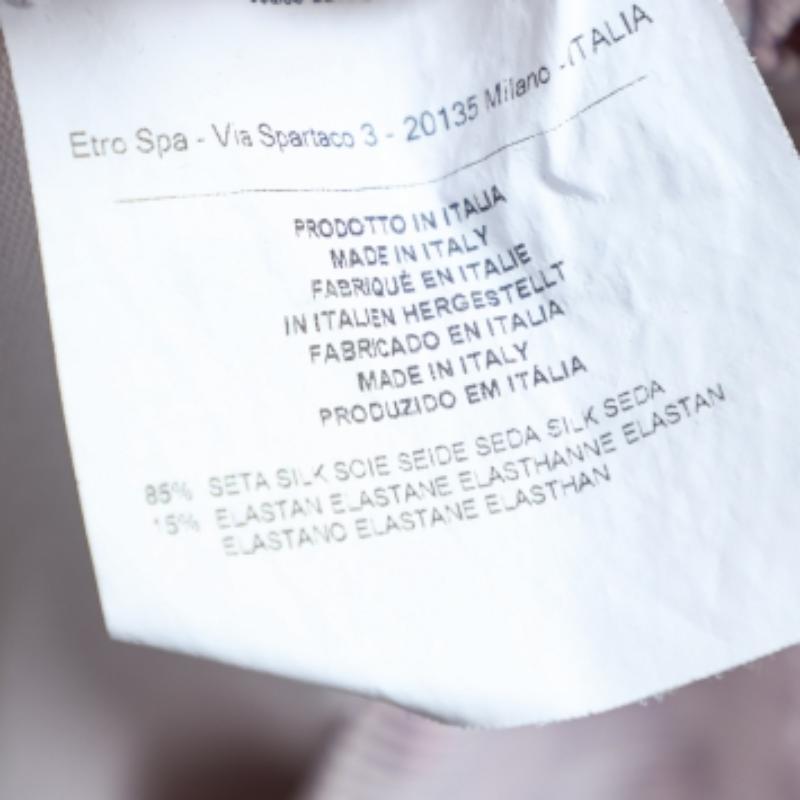 Etro Spa - Via Spartaco 3 - 20135 Milano - ITALIA
PRODOTTO IN ITALIA
MADE IN ITALY
FABRIQUÉ EN ITALIE
IN ITALIEN HERGESTELLT
FABRICADO EN ITALIA
MADE IN ITALY
PRODUZIDO EM ITÁLIA
85% SETA SILK SOIE SEIDE SEDA SILK SEDA
15% ELASTAN ELASTANE ELASTHANNE ELASTAN
ELASTANO ELASTANE ELASTHAN